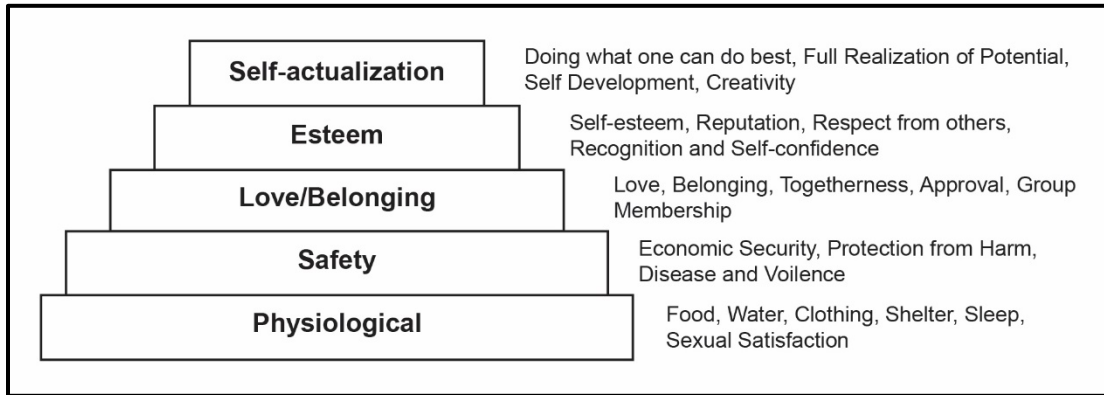 Self-actualization
Doing what one can do best, Full Realization of Potential,
Self Development, Creativity
Esteem
Self-esteem, Reputation, Respect from others,
Recognition and Self-confidence
Love/Belonging
Love, Belonging, Togetherness, Approval, Group
Membership
Safety
Economic Security, Protection from Harm,
Disease and Voilence
Physiological
Food, Water, Clothing, Shelter, Sleep,
Sexual Satisfaction